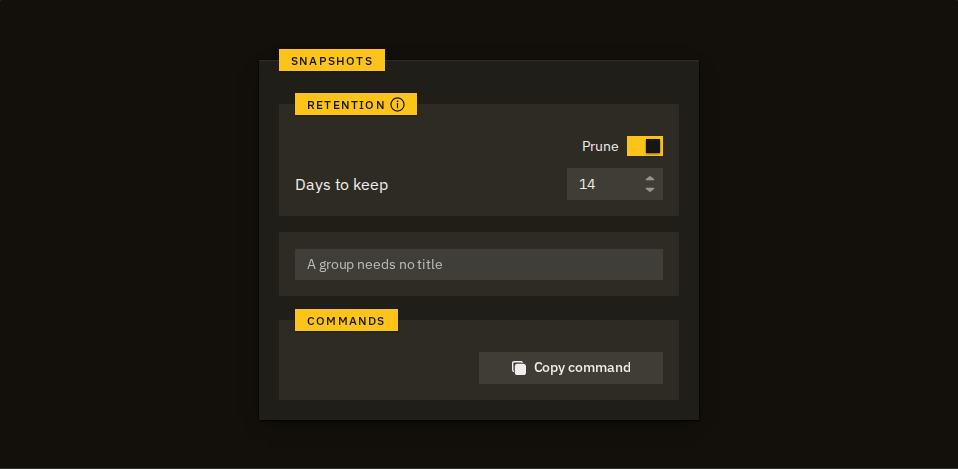 SNAPSHOTS
RETENTION
Prune
Days to keep
14
A group needs no title
COMMANDS
Copy command